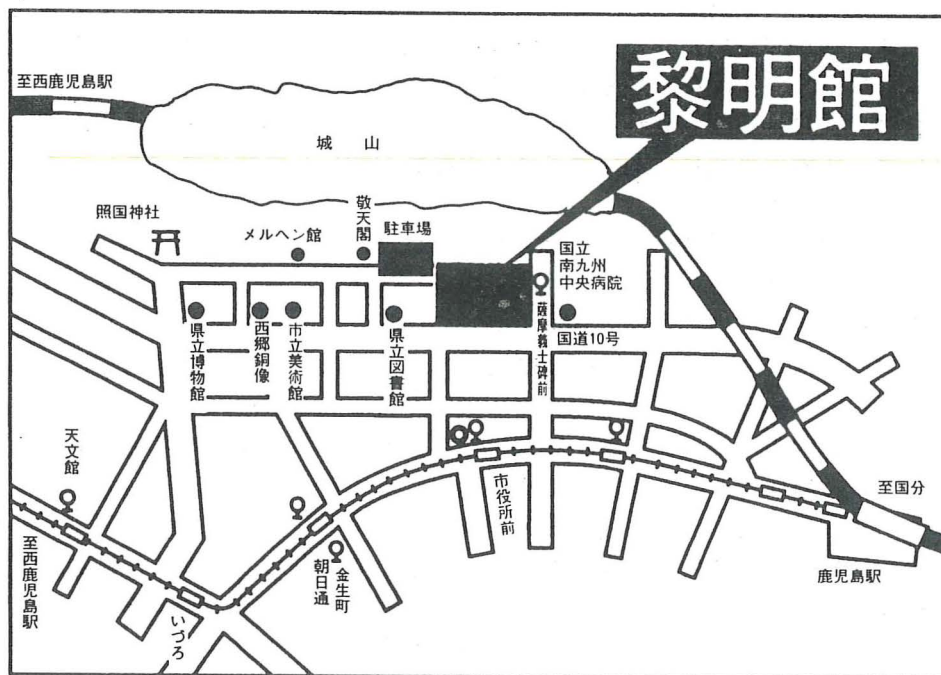 黎明館
至西鹿児島駅
城 山
照国神社
メルヘン館
敬天閣
駐車場
国立
南九州
中央病院
薩摩義士碑前
国道10号
県立博物館
西郷銅像
市立美術館
県立図書館
天文館
至西鹿児島駅
いづろ
朝日通
金生町
市役所前
至国分
鹿児島駅